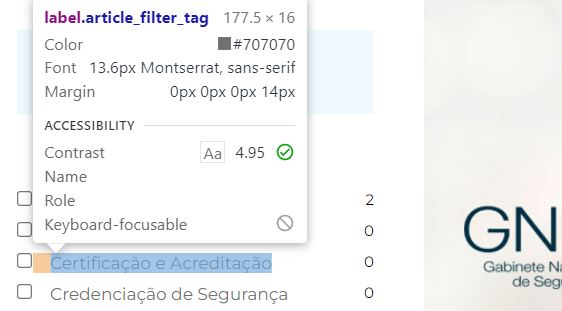 label.article_filter_tag 177.5 × 16
Color #707070
Font 13.6px Montserrat, sans-serif
Margin 0px 0px 0px 14px
ACCESSIBILITY
Contrast Aa 4.95
Name
Role
Keyboard-focusable
2
0
Certificação e Acreditação 0
Credenciação de Segurança 0
GN
Gabinete Na
de Seg